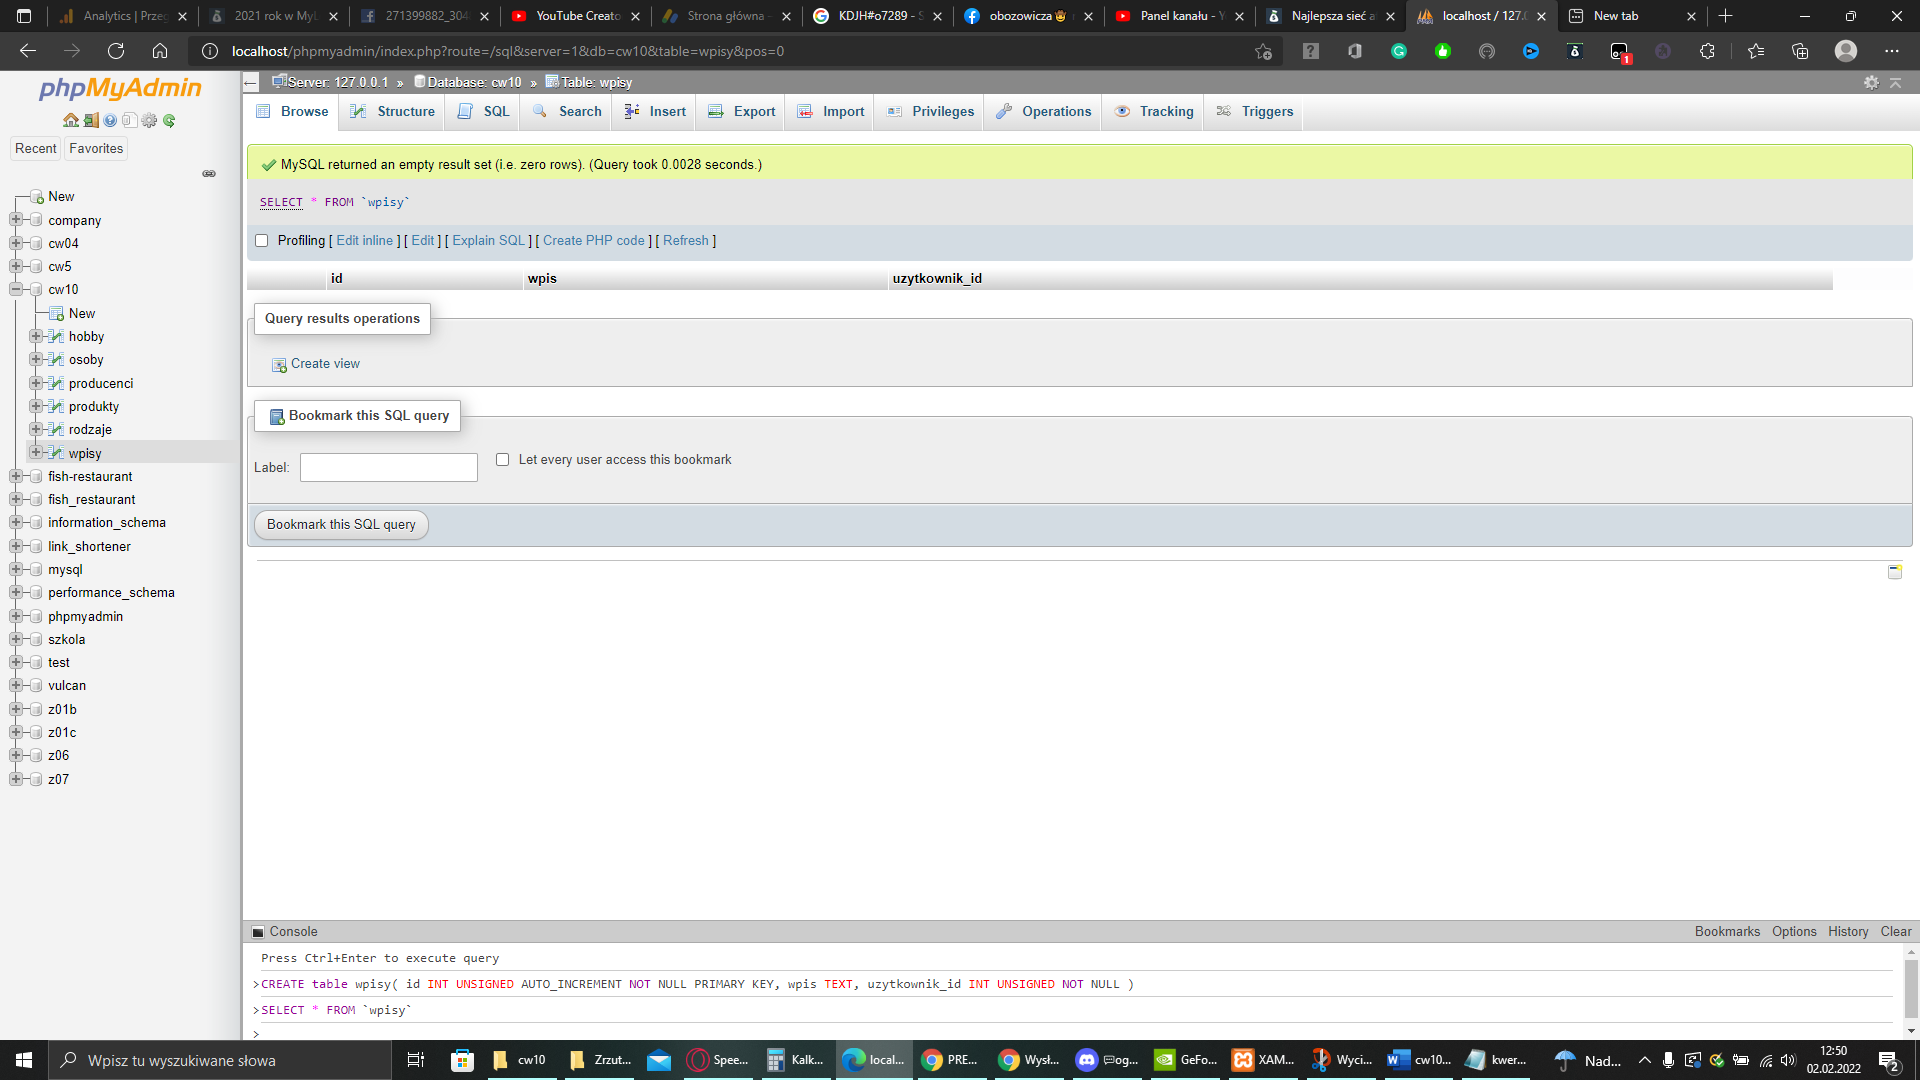 Analytics | Przeg
2021 rok w MyL
271399882_304
YouTube Creato
Strona główna -
KDJH#o7289 - S
obozowicza
Panel kanału - Y
Najlepsza sieć a
localhost / 127.0
New tab
localhost/phpmyadmin/index.php?route=/sql&server=1&db=cw10&table=wpisy&pos=0
1
phpMyAdmin
Recent
Favorites
New
company
cw04
cw5
cw10
New
hobby
osoby
producenci
produkty
rodzaje
wpisy
fish-restaurant
fish_restaurant
information_schema
link_shortener
mysql
performance_schema
phpmyadmin
szkola
test
vulcan
z01b
z01c
z06
z07
Server: 127.0.0.1 » Database: cw10 » Table: wpisy
Browse Structure SQL Search Insert Export Import Privileges Operations Tracking Triggers
MySQL returned an empty result set (i.e. zero rows). (Query took 0.0028 seconds.)
SELECT * FROM `wpisy`
Profiling [ Edit inline ] [ Edit ] [ Explain SQL ] [ Create PHP code ] [ Refresh ]
id wpis uzytkownik_id
Query results operations
Create view
Bookmark this SQL query
Label:
Let every user access this bookmark
Bookmark this SQL query
Console
Bookmarks Options History Clear
Press Ctrl+Enter to execute query
>CREATE table wpisy( id INT UNSIGNED AUTO_INCREMENT NOT NULL PRIMARY KEY, wpis TEXT, uzytkownik_id INT UNSIGNED NOT NULL )
>SELECT * FROM `wpisy`
>
Wpisz tu wyszukiwane słowa
cw10
Zrzut...
Spee...
Kalk...
local...
PRE...
Wysł...
og...
GeFo...
XAM...
Wyci...
cw10...
kwer...
Nad...
12:50
02.02.2022
2